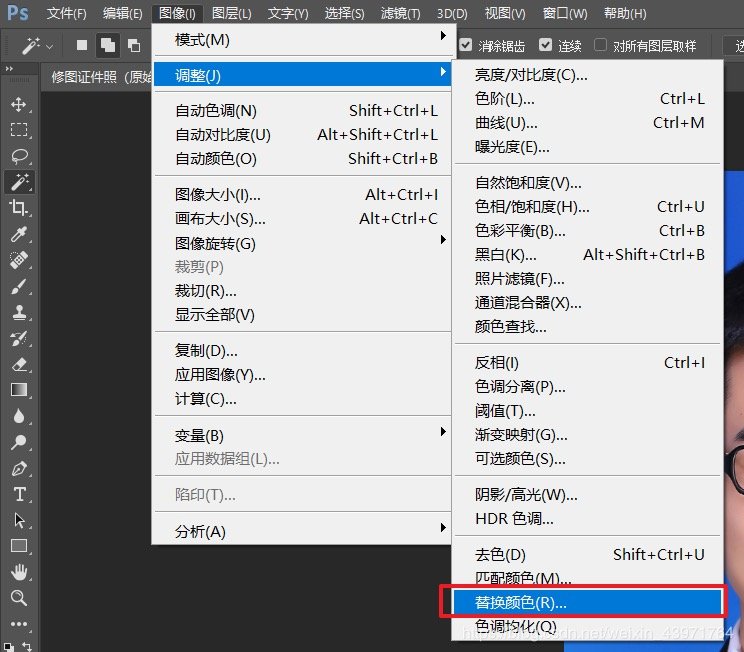 Ps 文件(F) 编辑(E) 图像(I) 图层(L) 文字(Y) 选择(S) 滤镜(T) 3D(D) 视图(V) 窗口(W) 帮助(H)
消除锯齿 连续 对所有图层取样
修图证件照 (原始
模式(M)
调整(J)
自动色调(N) Shift+Ctrl+L
自动对比度(U) Alt+Shift+Ctrl+L
自动颜色(O) Shift+Ctrl+B
图像大小(I)... Alt+Ctrl+I
画布大小(S)... Alt+Ctrl+C
图像旋转(G)
裁剪(P)
裁切(R)...
显示全部(V)
复制(D)...
应用图像(Y)...
计算(C)...
变量(B)
应用数据组(L)...
陷印(T)...
分析(A)
亮度/对比度(C)...
色阶(L)... Ctrl+L
曲线(U)... Ctrl+M
曝光度(E)...
自然饱和度(V)...
色相/饱和度(H)... Ctrl+U
色彩平衡(B)... Ctrl+B
黑白(K)... Alt+Shift+Ctrl+B
照片滤镜(F)...
通道混合器(X)...
颜色查找...
反相(I) Ctrl+I
色调分离(P)...
阈值(T)...
渐变映射(G)...
可选颜色(S)...
阴影/高光(W)...
HDR 色调...
去色(D) Shift+Ctrl+U
匹配颜色(M)...
替换颜色(R)...
色调均化(Q)
https://blog.csdn.net/weixin_43971764